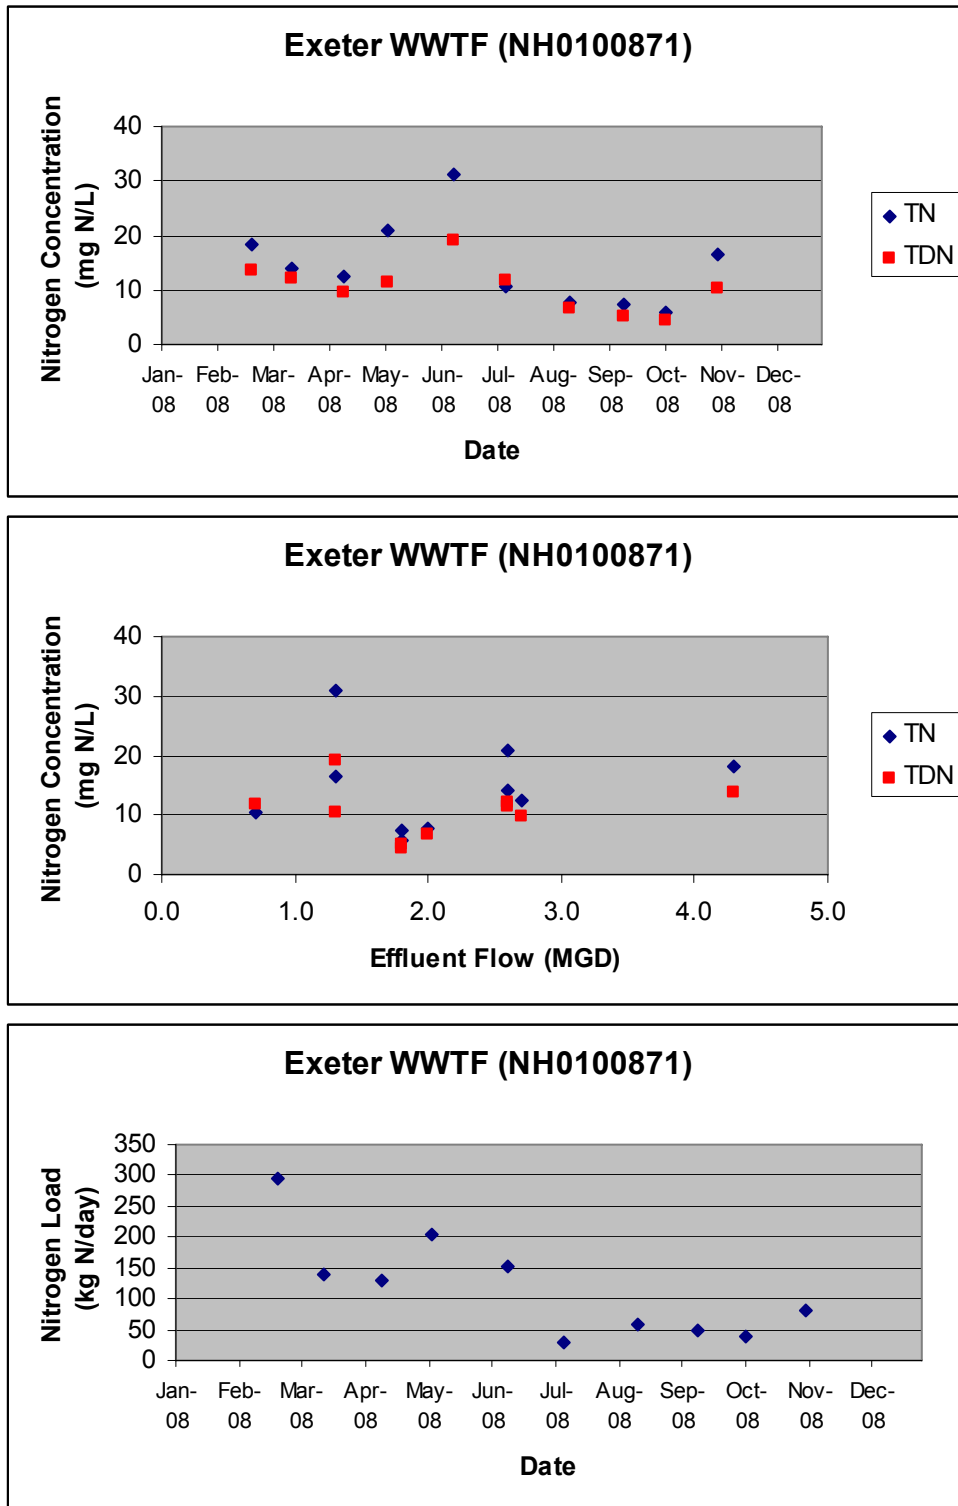 Exeter WWTF (NH0100871)
Nitrogen Concentration
(mg N/L)
40
30
20
10
0
Jan- Feb- Mar- Apr- May- Jun- Jul- Aug- Sep- Oct- Nov- Dec-
08 08 08 08 08 08 08 08 08 08 08 08
Date
TN
TDN
Exeter WWTF (NH0100871)
Nitrogen Concentration
(mg N/L)
40
30
20
10
0
0.0 1.0 2.0 3.0 4.0 5.0
Effluent Flow (MGD)
TN
TDN
Exeter WWTF (NH0100871)
Nitrogen Load
(kg N/day)
350
300
250
200
150
100
50
0
Jan- Feb- Mar- Apr- May- Jun- Jul- Aug- Sep- Oct- Nov- Dec-
08 08 08 08 08 08 08 08 08 08 08 08
Date